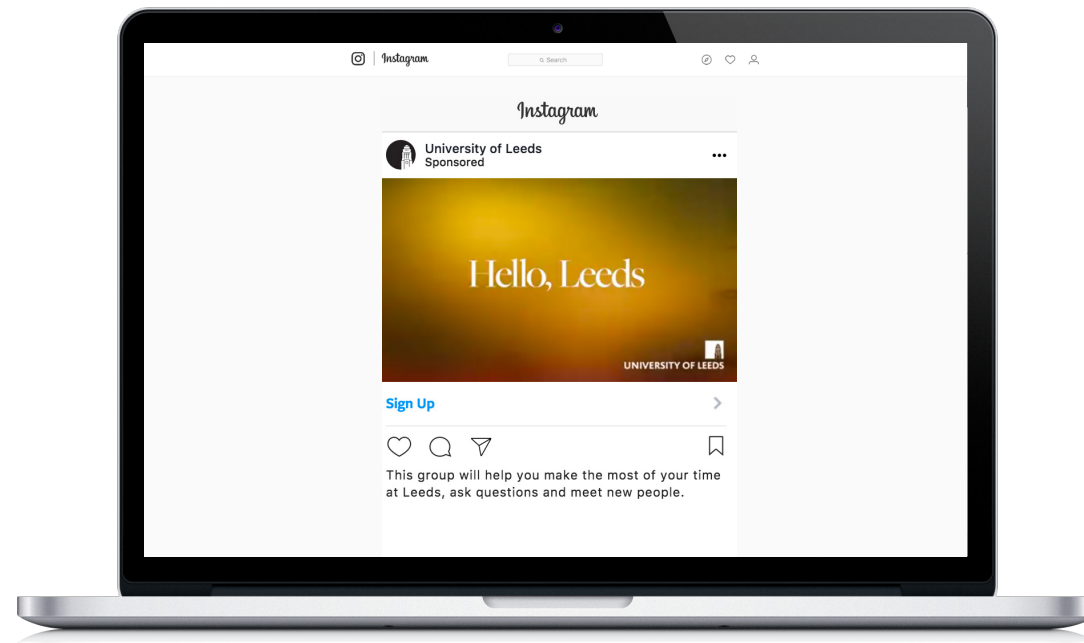 Instagram
Search
Instagram
University of Leeds
Sponsored
Hello, Leeds
UNIVERSITY OF LEEDS
Sign Up
This group will help you make the most of your time
at Leeds, ask questions and meet new people.